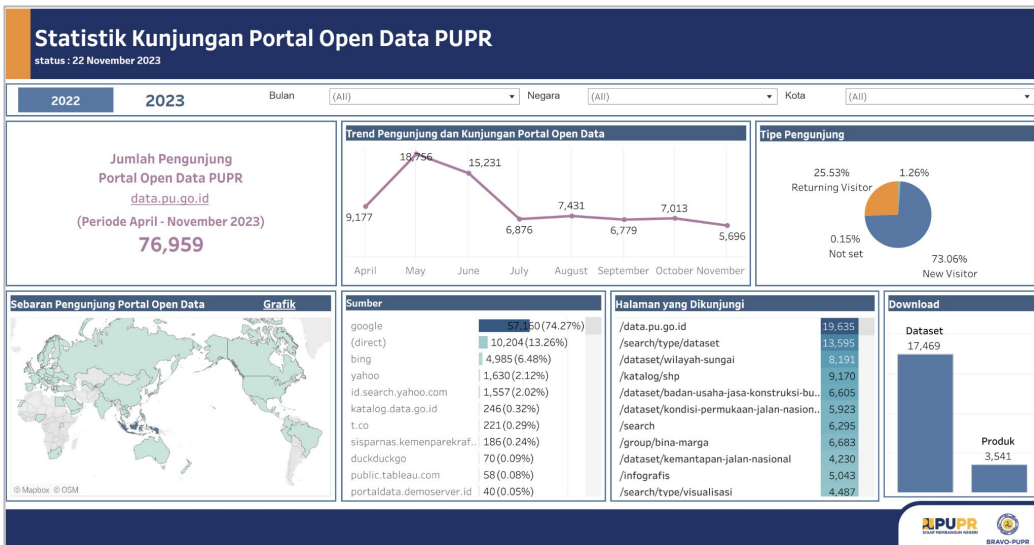 Statistik Kunjungan Portal Open Data PUPR
status : 22 November 2023
2022
2023
Bulan
(All)
Negara
(All)
Kota
(All)
Jumlah Pengunjung
Portal Open Data PUPR
data.pu.go.id
(Periode April - November 2023)
76,959
Trend Pengunjung dan Kunjungan Portal Open Data
9,177
18,756
15,231
6,876
7,431
6,779
7,013
5,696
April May June July August September October November
Tipe Pengunjung
25.53%
Returning Visitor
1.26%
0.15%
Not set
73.06%
New Visitor
Sebaran Pengunjung Portal Open Data Grafik
© Mapbox © OSM
Sumber
google 57,160 (74.27%)
(direct) 10,204 (13.26%)
bing 4,985 (6.48%)
yahoo 1,630 (2.12%)
id.search.yahoo.com 1,557 (2.02%)
katalog.data.go.id 246 (0.32%)
t.co 221 (0.29%)
sisparnas.kemenparekraf.. 186 (0.24%)
duckduckgo 70 (0.09%)
public.tableau.com 58 (0.08%)
portaldata.demoserver.id 40 (0.05%)
Halaman yang Dikunjungi
/data.pu.go.id 19,635
/search/type/dataset 13,595
/dataset/wilayah-sungai 8,191
/katalog/shp 9,170
/dataset/badan-usaha-jasa-konstruksi-bu.. 6,605
/dataset/kondisi-permukaan-jalan-nasion.. 5,923
/search 6,295
/group/bina-marga 6,683
/dataset/kemantapan-jalan-nasional 4,230
/infografis 5,043
/search/type/visualisasi 4,487
Download
Dataset
17,469
Produk
3,541
PUPR
SIGAP MEMBANGUN NEGERI
BRAVO-PUPR